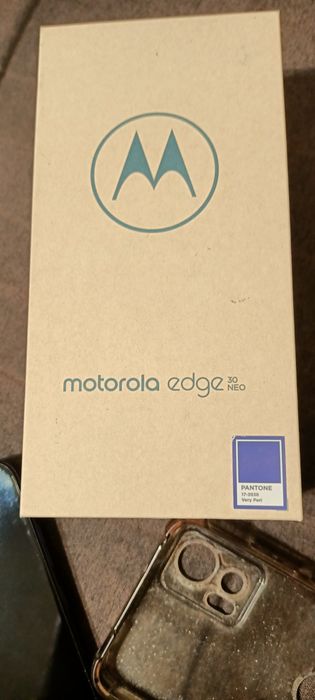 motorola edge 30 NEO
PANTONE
17-3938
Very Peri